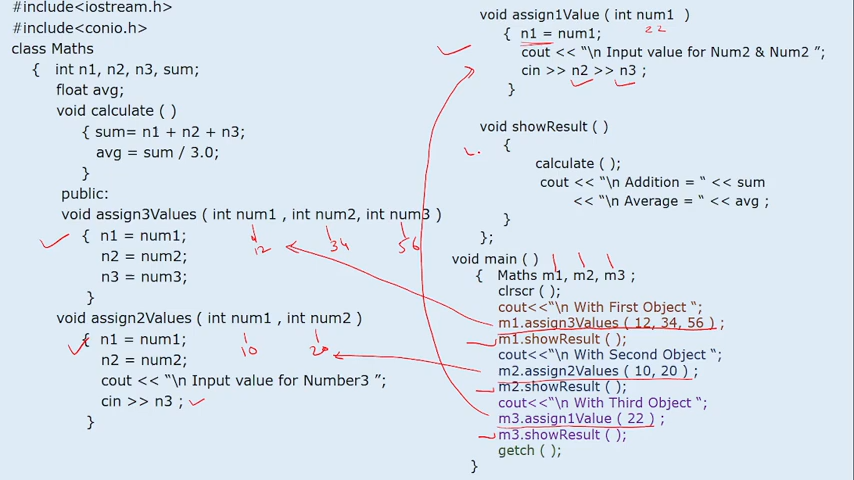 #include<iostream.h>
#include<conio.h>
class Maths
{ int n1, n2, n3, sum;
float avg;
void calculate ( )
{ sum= n1 + n2 + n3;
avg = sum / 3.0;
}
public:
void assign3Values ( int num1 , int num2, int num3 )
{ n1 = num1;
12 34 56
n2 = num2;
n3 = num3;
}
void assign2Values ( int num1 , int num2 )
{ n1 = num1;
10 20
n2 = num2;
cout << "\n Input value for Number3 ";
cin >> n3 ;
}
void assign1Value ( int num1 )
22
{ n1 = num1;
cout << "\n Input value for Num2 & Num2 ";
cin >> n2 >> n3 ;
}
void showResult ( )
{
calculate ( );
cout << "\n Addition = " << sum
<< "\n Average = " << avg ;
}
};
void main ( )
{ Maths m1, m2, m3 ;
clrscr ( );
cout<<"\n With First Object ";
m1.assign3Values ( 12, 34, 56 ) ;
m1.showResult ( );
cout<<"\n With Second Object ";
m2.assign2Values ( 10, 20 ) ;
m2.showResult ( );
cout<<"\n With Third Object ";
m3.assign1Value ( 22 ) ;
m3.showResult ( );
getch ( );
}